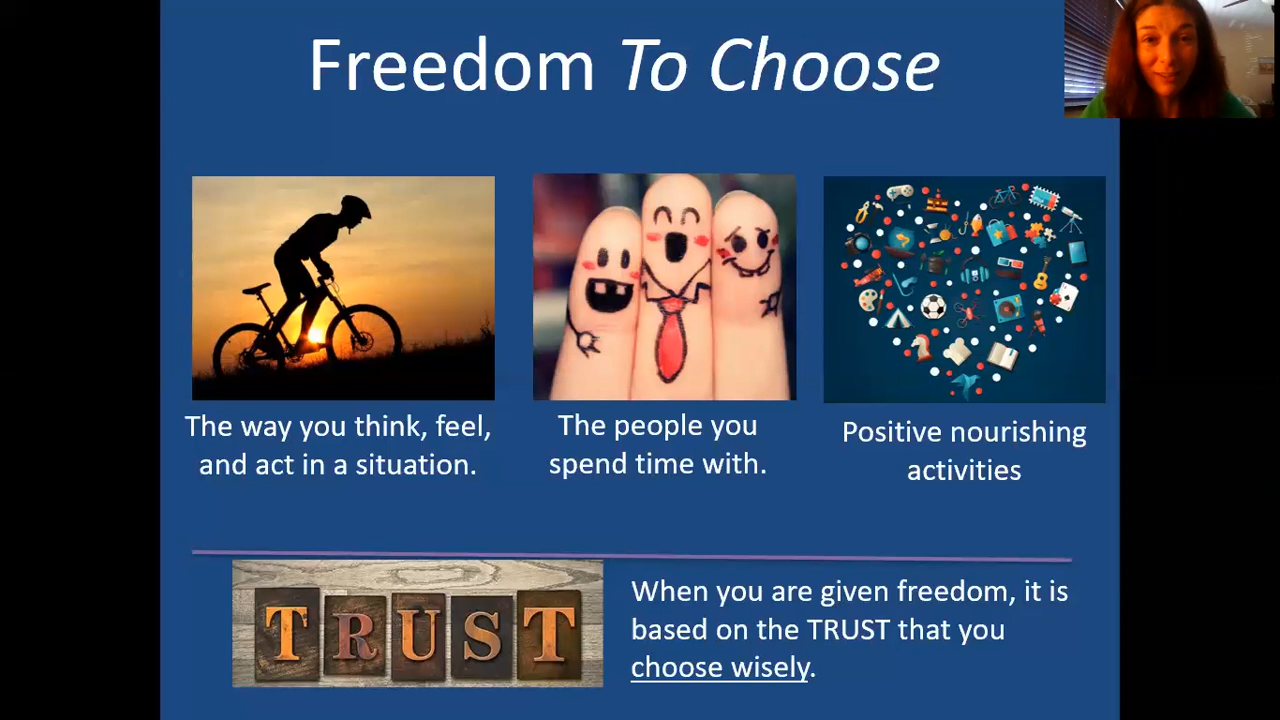 Freedom To Choose
The way you think, feel,
and act in a situation.
The people you
spend time with.
Positive nourishing
activities
TRUST
When you are given freedom, it is
based on the TRUST that you
choose wisely.